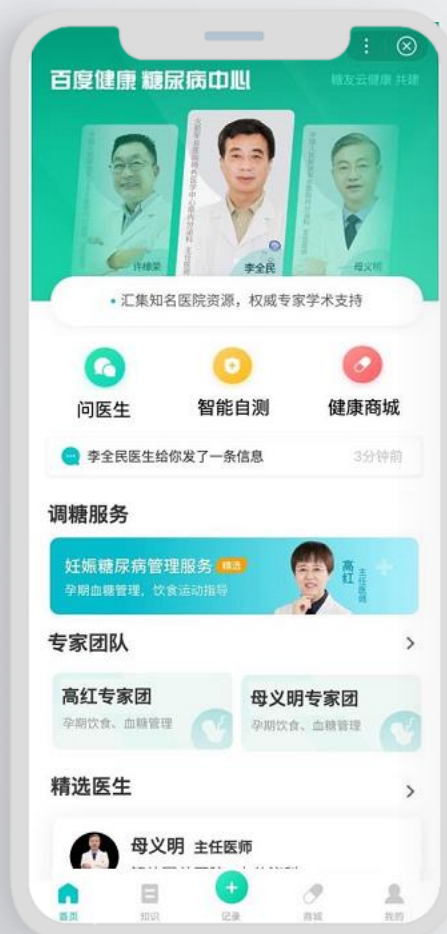 百度健康 糖尿病中心
糖友云健康 共建
许樟荣
李全民
母义明
• 汇集知名医院资源，权威专家学术支持
问医生
智能自测
健康商城
李全民医生给你发了一条信息
3分钟前
调糖服务
妊娠糖尿病管理服务 精选
孕期血糖管理，饮食运动指导
高红
主任医师
专家团队
高红专家团
孕期饮食、血糖管理
母义明专家团
孕期饮食、血糖管理
精选医生
母义明 主任医师
首页
知识
记录
商城
我的